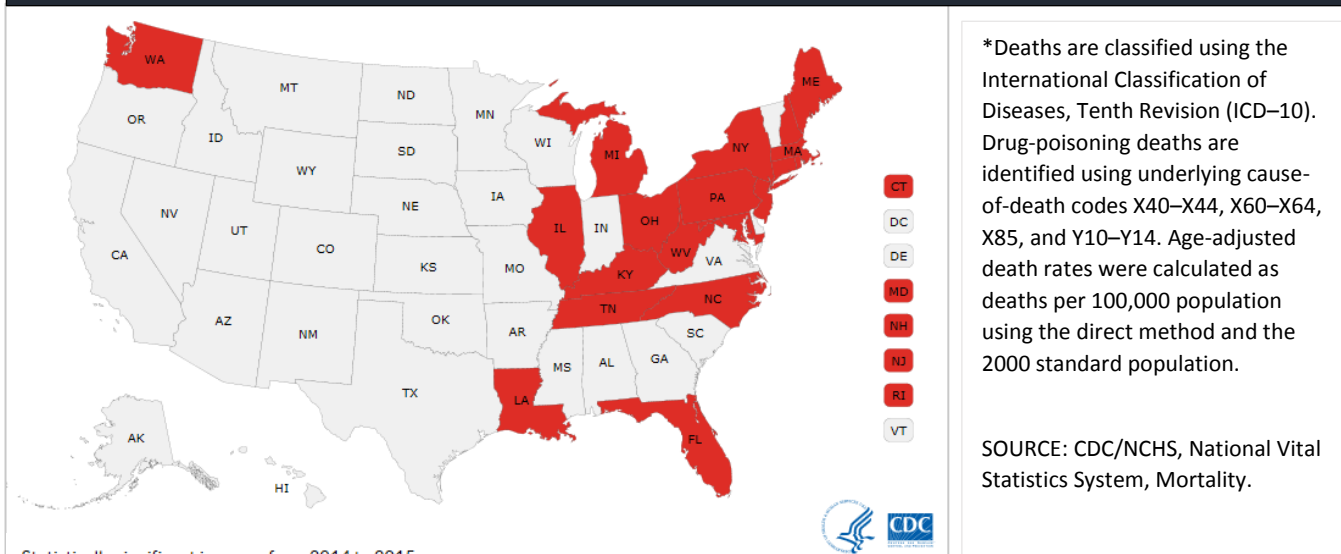 WA
MT
ND
MN
OR
ID
SD
WI
MI
NY
ME
MA
WY
IA
NE
PA
NV
UT
CO
IL
IN
OH
CA
KS
MO
WV
VA
KY
AZ
NM
OK
AR
TN
NC
SC
MS
AL
GA
TX
LA
FL
AK
HI
CT
DC
DE
MD
NH
NJ
RI
VT
CDC
*Deaths are classified using the
International Classification of
Diseases, Tenth Revision (ICD–10).
Drug-poisoning deaths are
identified using underlying cause-
of-death codes X40–X44, X60–X64,
X85, and Y10–Y14. Age-adjusted
death rates were calculated as
deaths per 100,000 population
using the direct method and the
2000 standard population.
SOURCE: CDC/NCHS, National Vital
Statistics System, Mortality.